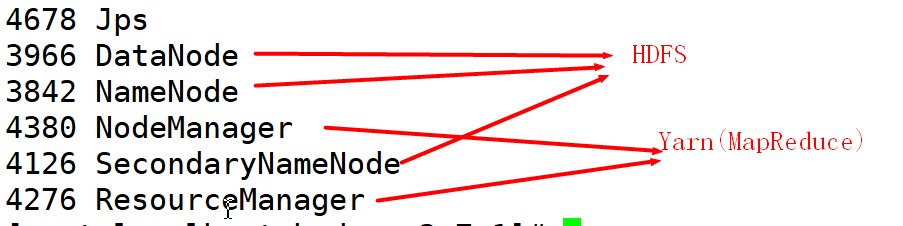 4678 Jps
3966 DataNode
HDFS
3842 NameNode
4380 NodeManager
Yarn(MapReduce)
4126 SecondaryNameNode
4276 ResourceManager